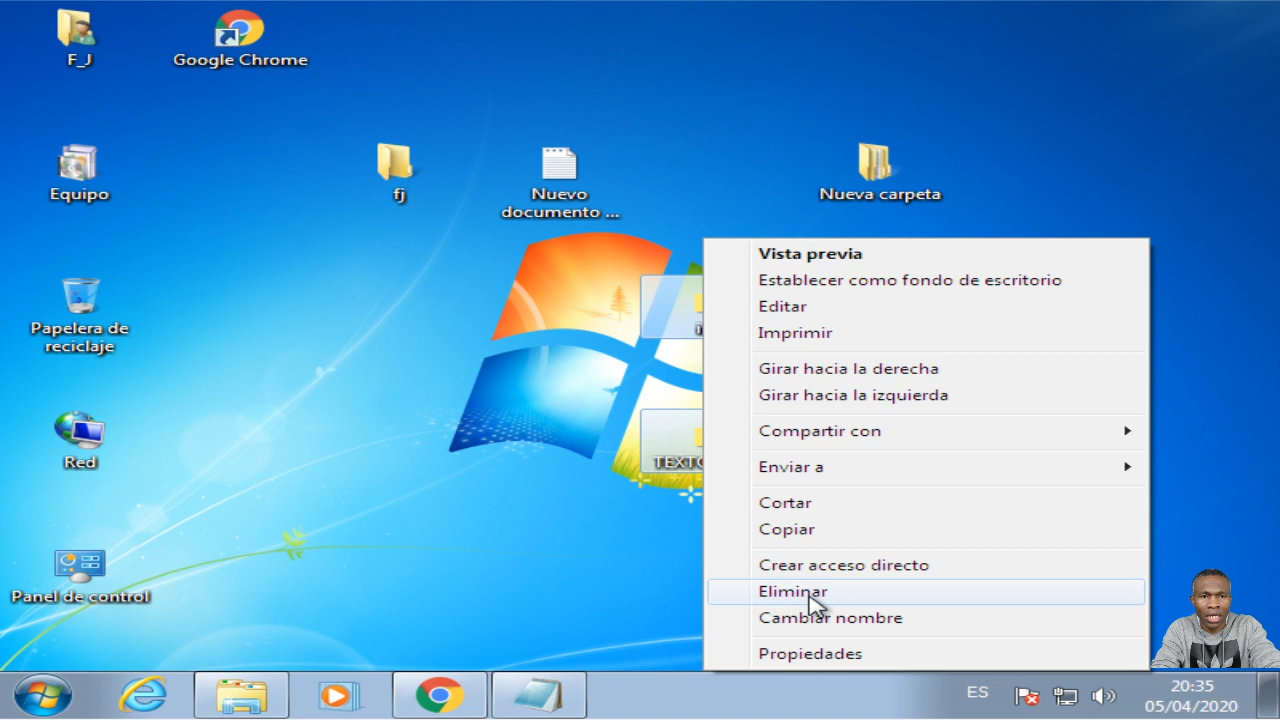 F_J
Google Chrome
Equipo
fj
Nuevo
documento ...
Nueva carpeta
Papelera de
reciclaje
Red
TEXTO
Panel de control
Vista previa
Establecer como fondo de escritorio
Editar
Imprimir
Girar hacia la derecha
Girar hacia la izquierda
Compartir con
Enviar a
Cortar
Copiar
Crear acceso directo
Eliminar
Cambiar nombre
Propiedades
ES
20:35
05/04/2020